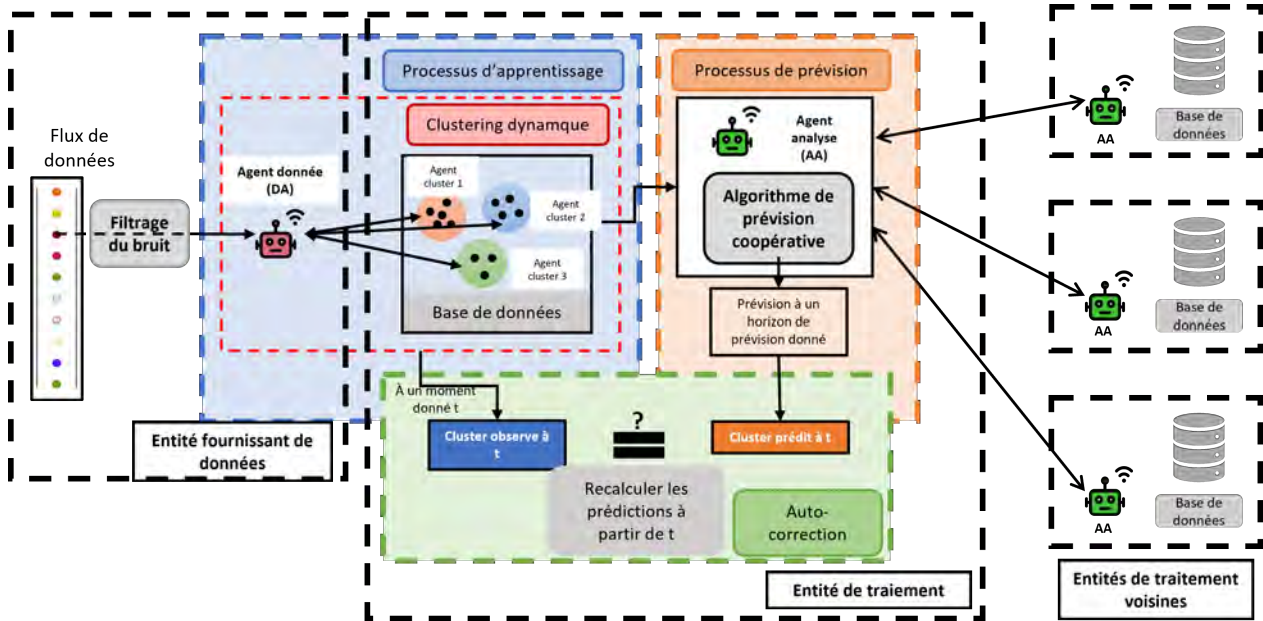 Flux de
données
Filtrage
du bruit
Agent donnée
(DA)
Entité fournissant de
données
Processus d'apprentissage
Clustering dynamque
Agent
cluster 1
Agent
cluster 2
Agent
cluster 3
Base de données
Processus de prévision
Agent
analyse
(AA)
Algorithme de
prévision
coopérative
Prévision à un
horizon de
prévision donné
À un moment
donné t
Cluster observe à
t
?
Cluster prédit à t
Recalculer les
prédictions à
partir de t
Auto-
correction
Entité de traiement
AA
Base de
données
AA
Base de
données
AA
Base de
données
Entités de traitement
voisines